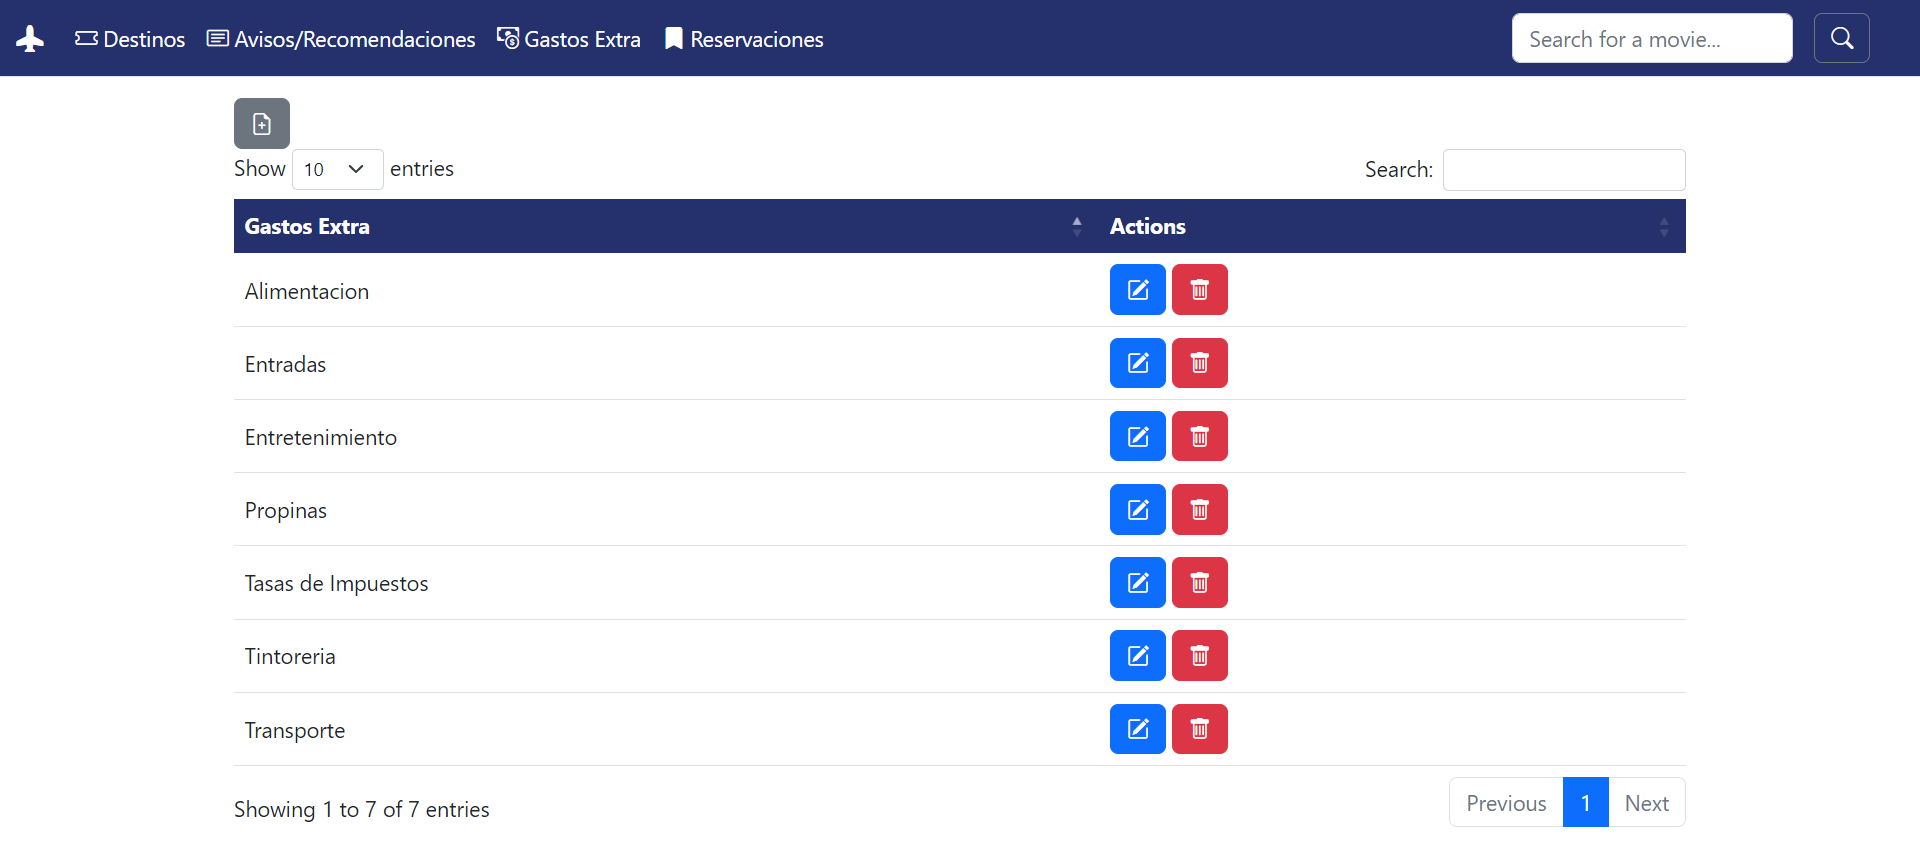 Destinos Avisos/Recomendaciones Gastos Extra Reservaciones Search for a movie...
Show 10 entries Search:
Gastos Extra Actions
Alimentacion
Entradas
Entretenimiento
Propinas
Tasas de Impuestos
Tintoreria
Transporte
Showing 1 to 7 of 7 entries Previous 1 Next